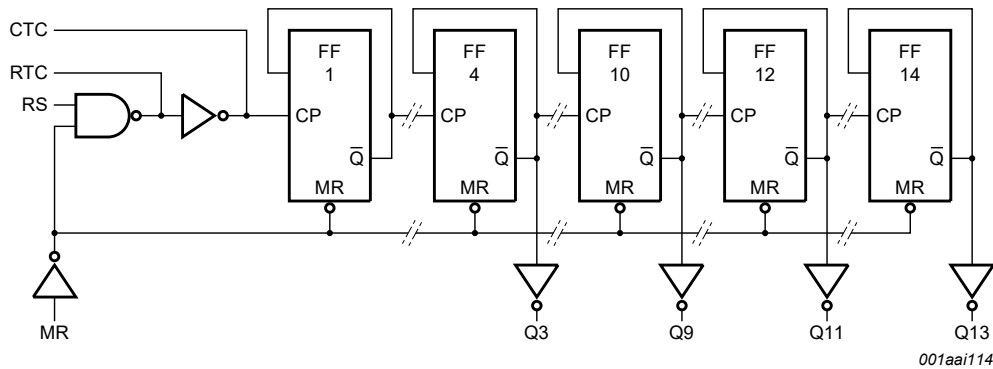 CTC
RTC
RS
FF
1
CP
Q̅
MR
FF
4
CP
Q̅
MR
FF
10
CP
Q̅
MR
FF
12
CP
Q̅
MR
FF
14
CP
Q̅
MR
MR
Q3
Q9
Q11
Q13
001aai114